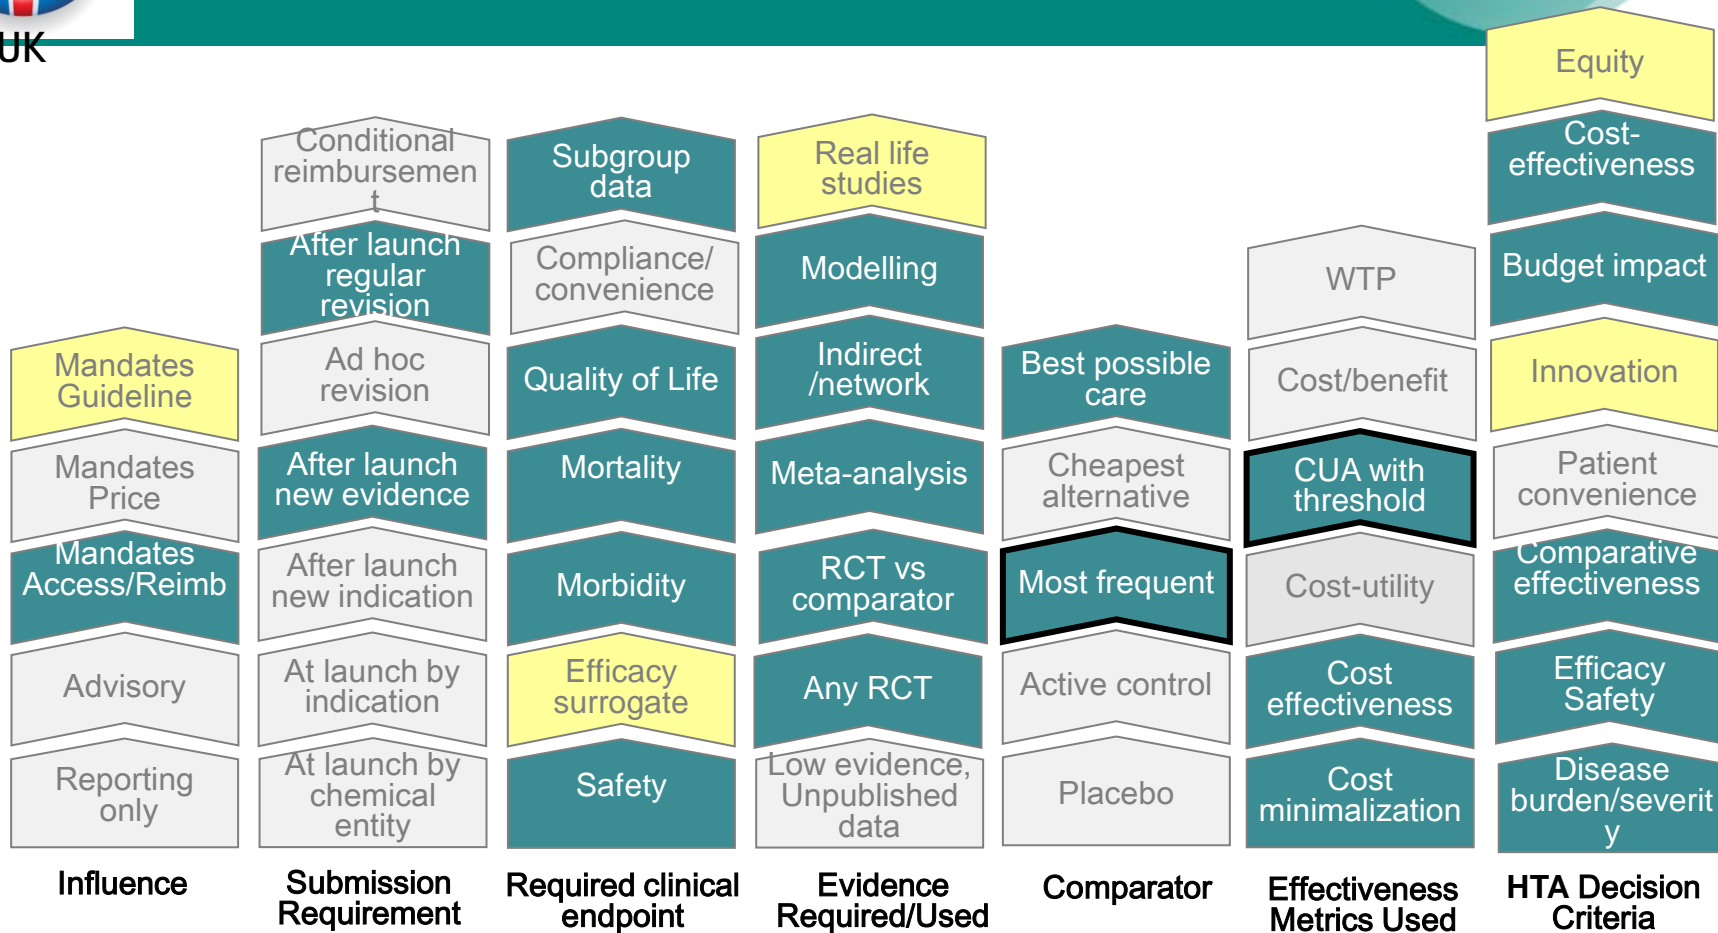 UK
Mandates
Guideline
Mandates
Price
Mandates
Access/Reimb
Advisory
Reporting
only
Influence
Conditional
reimbursemen
t
After launch
regular
revision
Ad hoc
revision
After launch
new evidence
After launch
new indication
At launch by
indication
At launch by
chemical
entity
Submission
Requirement
Subgroup
data
Compliance/
convenience
Quality of Life
Mortality
Morbidity
Efficacy
surrogate
Safety
Required clinical
endpoint
Real life
studies
Modelling
Indirect
/network
Meta-analysis
RCT vs
comparator
Any RCT
Low evidence,
Unpublished
data
Evidence
Required/Used
Best possible
care
Cheapest
alternative
Most frequent
Active control
Placebo
Comparator
WTP
Cost/benefit
CUA with
threshold
Cost-utility
Cost
effectiveness
Cost
minimalization
Effectiveness
Metrics Used
Equity
Cost-
effectiveness
Budget impact
Innovation
Patient
convenience
Comparative
effectiveness
Efficacy
Safety
Disease
burden/severit
y
HTA Decision
Criteria